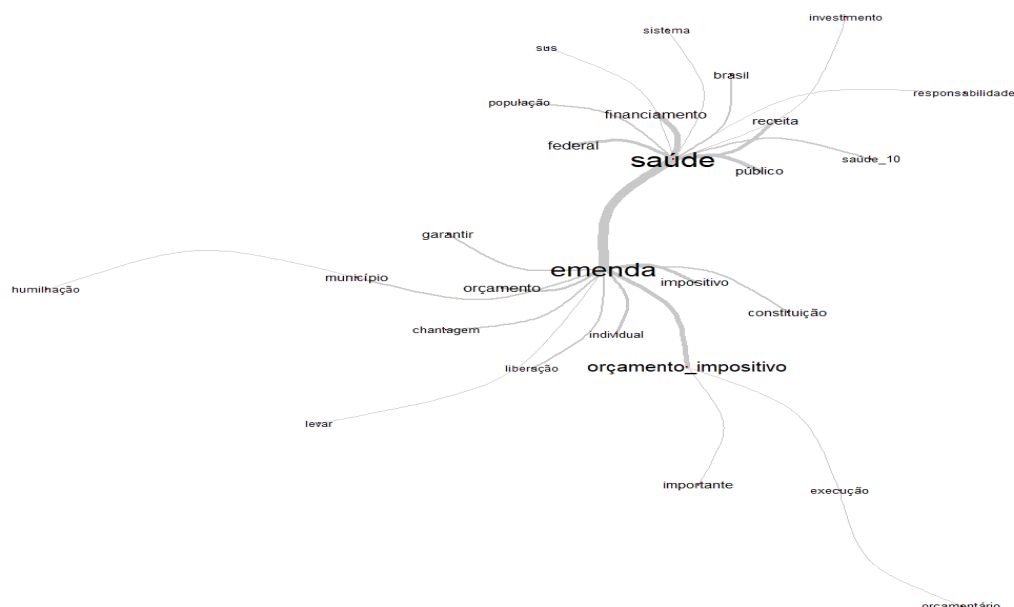 investimento
sistema
sus
brasil
responsabilidade
população
financiamento
receita
federal
saúde
saúde_10
público
garantir
emenda
município
impositivo
humilhação
orçamento
constituição
chantagem
individual
liberação
orçamento_impositivo
levar
importante
execução
orçamentário